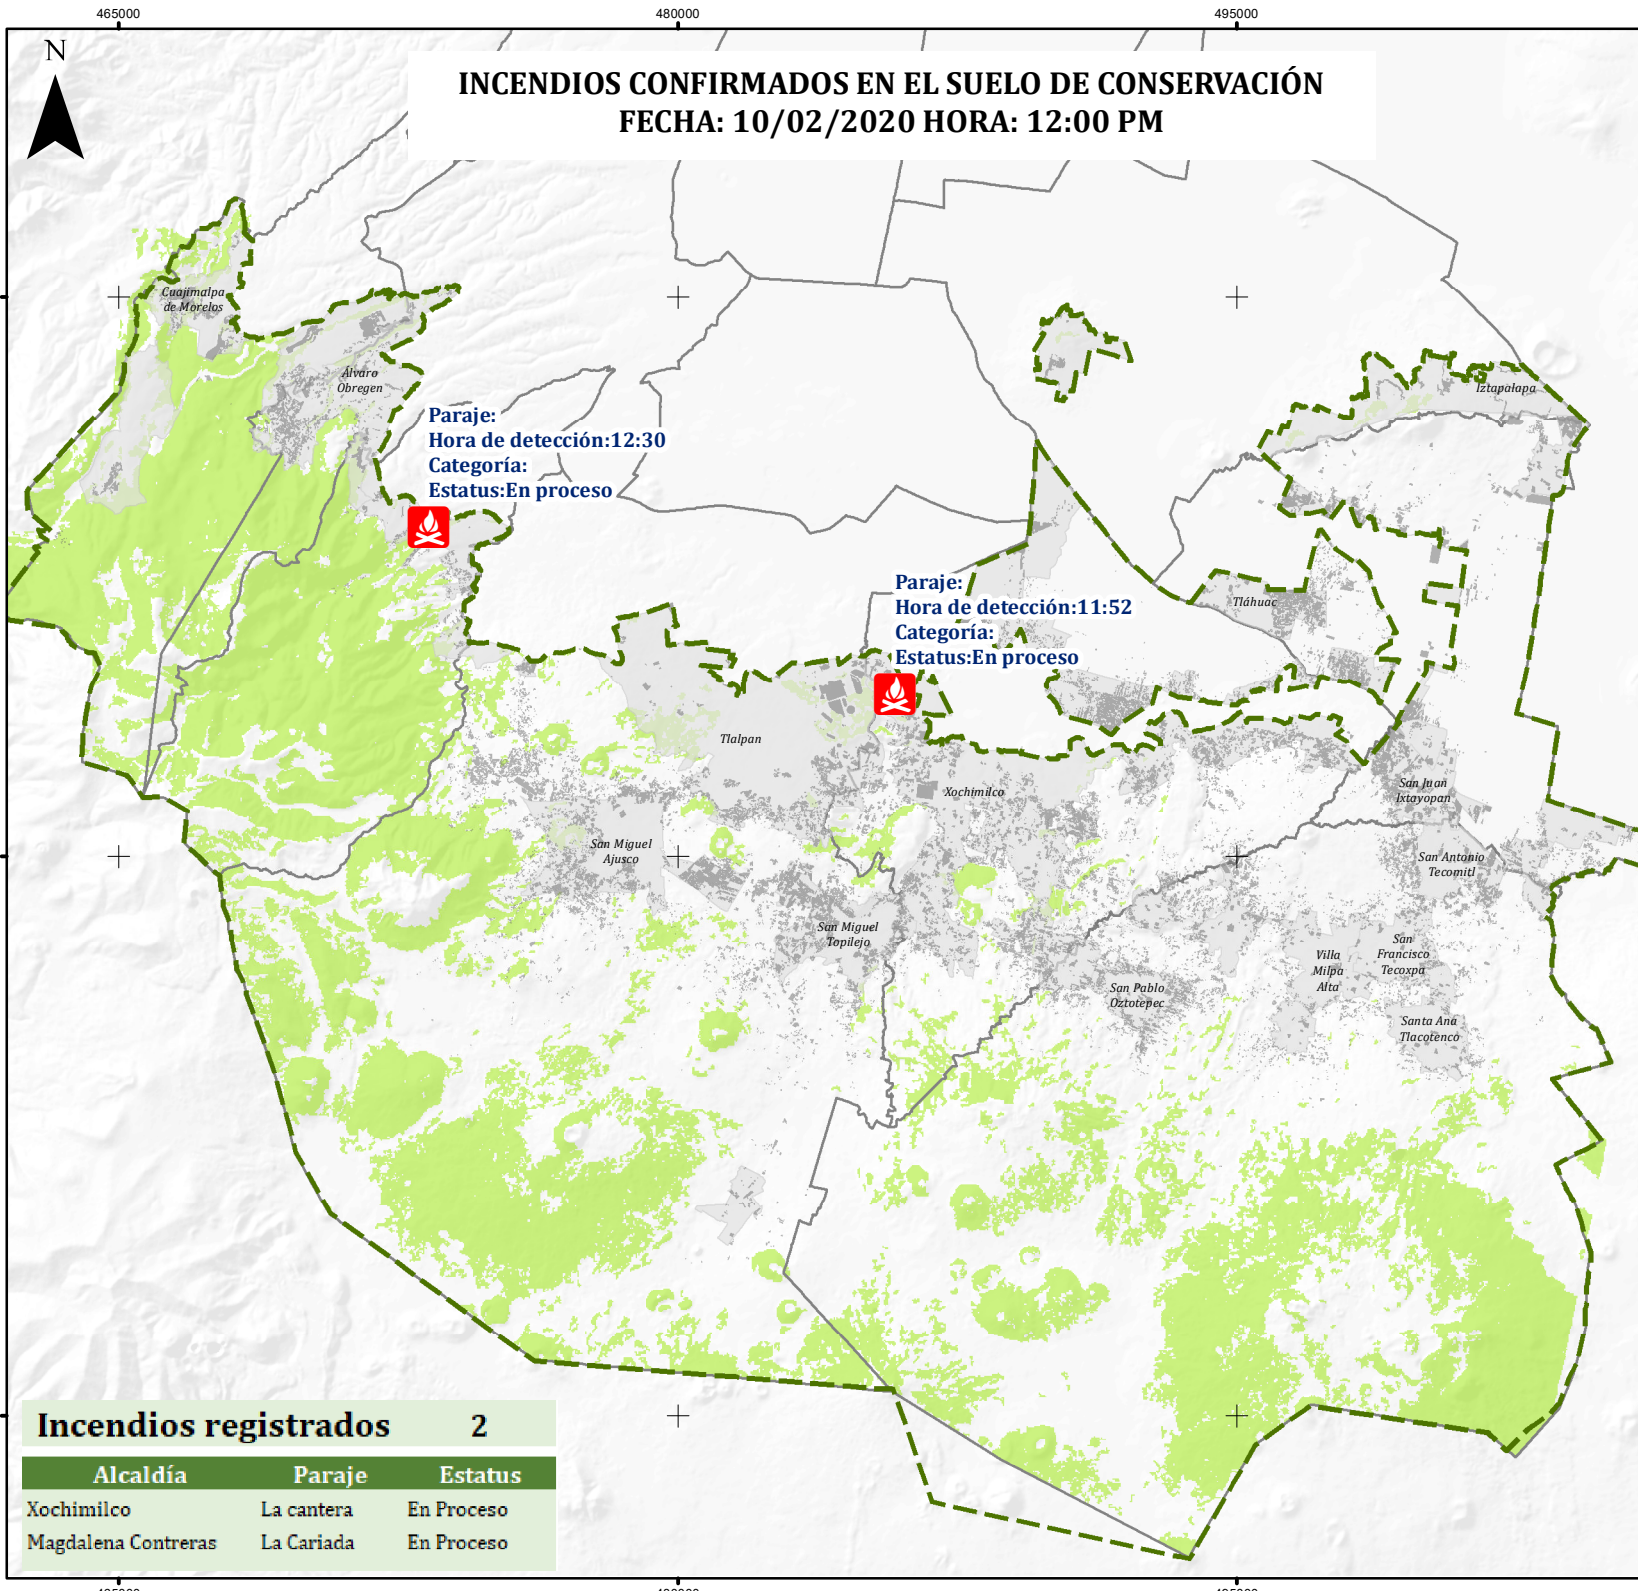 465000 480000 495000
N
INCENDIOS CONFIRMADOS EN EL SUELO DE CONSERVACIÓN
FECHA: 10/02/2020 HORA: 12:00 PM
Cuajimalpa
de Morelos
Álvaro
Obregen
Iztapalapa
Paraje:
Hora de detección:12:30
Categoría:
Estatus:En proceso
Paraje:
Hora de detección:11:52
Categoría:
Estatus:En proceso
Tláhuac
Tlalpan
Xochimilco
San Juan
Ixtayopan
San Miguel
Ajusco
San Antonio
Tecomitl
San Miguel
Topilejo
San
Francisco
Tecoxpa
Villa
Milpa
Alta
San Pablo
Oztotepec
Santa Ana
Tlacotenco
Incendios registrados 2
Alcaldía Paraje Estatus
Xochimilco La cantera En Proceso
Magdalena Contreras La Cariada En Proceso